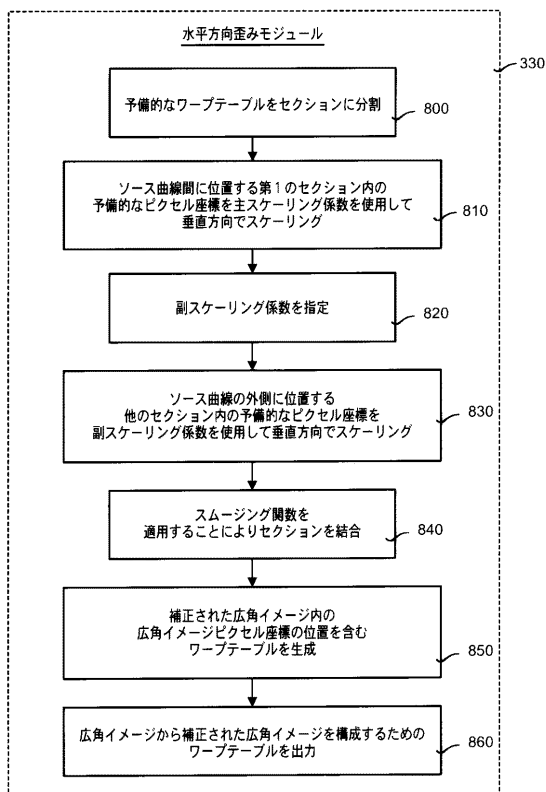 水平方向歪みモジュール
330
予備的なワープテーブルをセクションに分割
800
ソース曲線間に位置する第1のセクション内の
予備的なピクセル座標を主スケーリング係数を使用して
垂直方向でスケーリング
810
副スケーリング係数を指定
820
ソース曲線の外側に位置する
他のセクション内の予備的なピクセル座標を
副スケーリング係数を使用して垂直方向でスケーリング
830
スムージング関数を
適用することによりセクションを結合
840
補正された広角イメージ内の
広角イメージピクセル座標の位置を含む
ワープテーブルを生成
850
広角イメージから補正された広角イメージを構成するための
ワープテーブルを出力
860